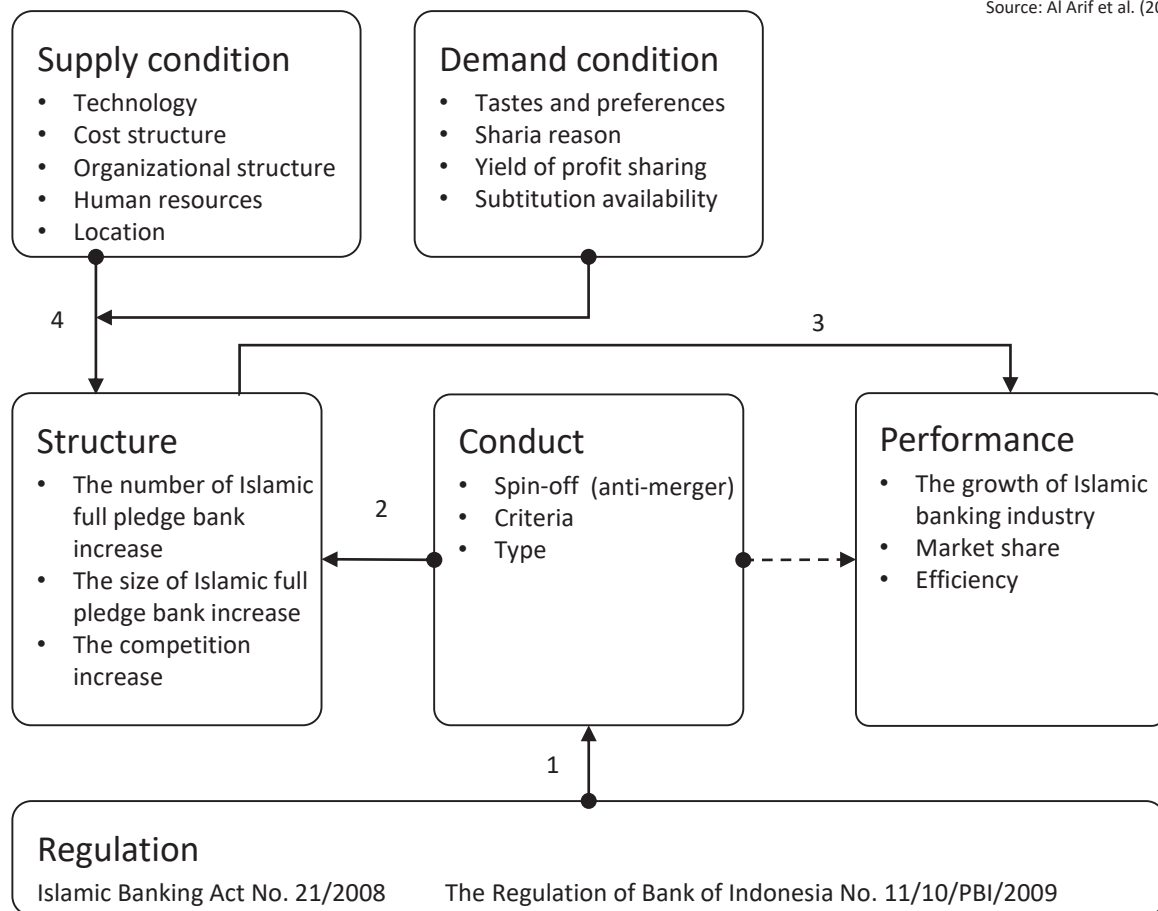 Source: Al Arif et al. (20
Supply condition
• Technology
• Cost structure
• Organizational structure
• Human resources
• Location
Demand condition
• Tastes and preferences
• Sharia reason
• Yield of profit sharing
• Subtitution availability
4
3
Structure
• The number of Islamic
full pledge bank
increase
• The size of Islamic full
pledge bank increase
• The competition
increase
2
Conduct
• Spin-off (anti-merger)
• Criteria
• Type
Performance
• The growth of Islamic
banking industry
• Market share
• Efficiency
1
Regulation
Islamic Banking Act No. 21/2008 The Regulation of Bank of Indonesia No. 11/10/PBI/2009